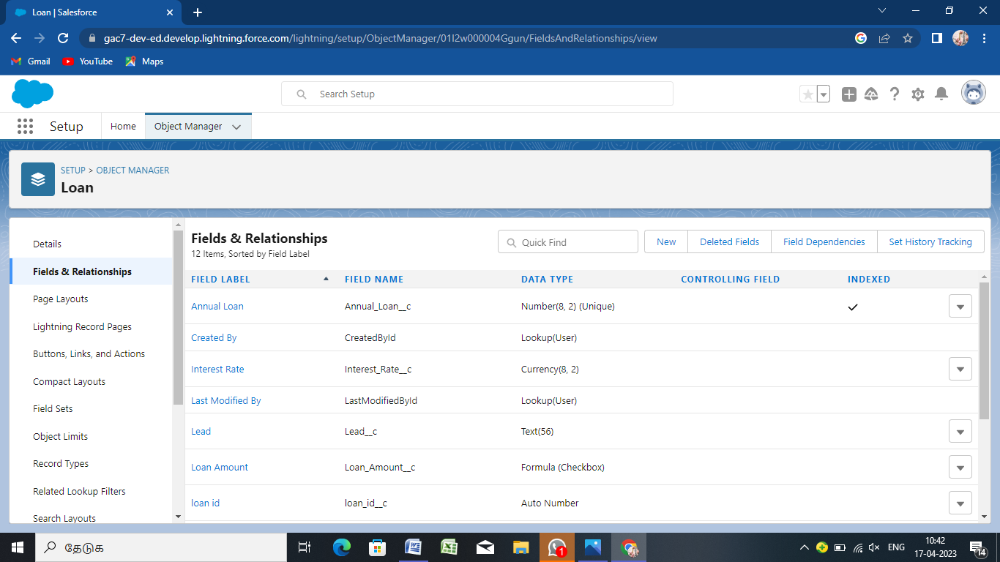 Loan | Salesforce
gac7-dev-ed.develop.lightning.force.com/lightning/setup/ObjectManager/01I2w000004Ggun/FieldsAndRelationships/view
Gmail YouTube Maps
Search Setup
Setup Home Object Manager
SETUP > OBJECT MANAGER
Loan
Details
Fields & Relationships
Page Layouts
Lightning Record Pages
Buttons, Links, and Actions
Compact Layouts
Field Sets
Object Limits
Record Types
Related Lookup Filters
Search Layouts
Fields & Relationships
12 Items, Sorted by Field Label
Quick Find New Deleted Fields Field Dependencies Set History Tracking
FIELD LABEL FIELD NAME DATA TYPE CONTROLLING FIELD INDEXED
Annual Loan Annual_Loan__c Number(8, 2) (Unique)
Created By CreatedById Lookup(User)
Interest Rate Interest_Rate__c Currency(8, 2)
Last Modified By LastModifiedById Lookup(User)
Lead Lead__c Text(56)
Loan Amount Loan_Amount__c Formula (Checkbox)
loan id loan_id__c Auto Number
தேடுக
1
ENG
10:42
17-04-2023
14